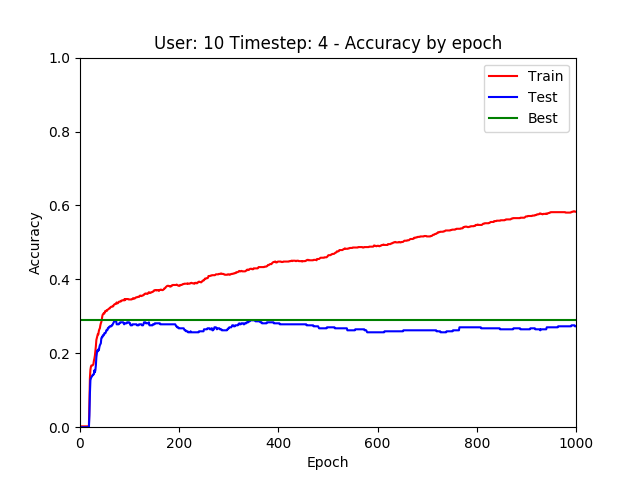 User: 10 Timestep: 4 - Accuracy by epoch
Train
Test
Best
1.0
0.8
0.6
0.4
0.2
0.0
Accuracy
0 200 400 600 800 1000
Epoch